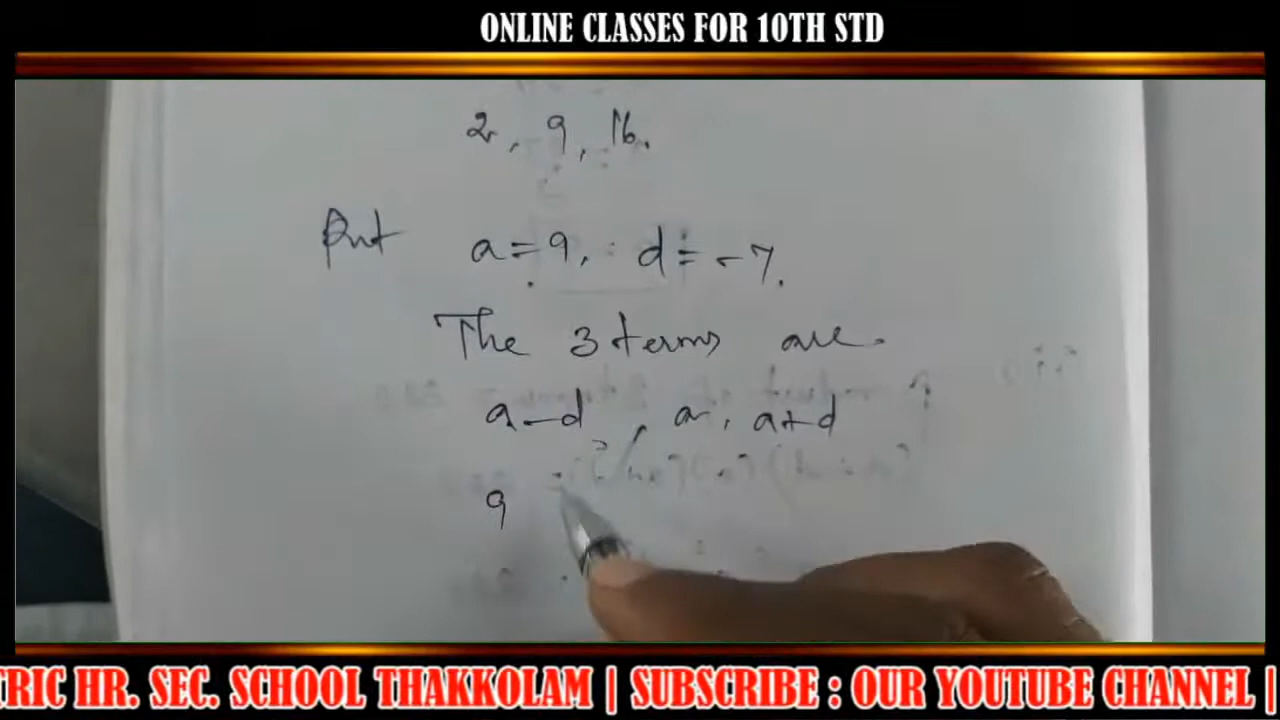 ONLINE CLASSES FOR 10TH STD
2, 9, 16.
Put a = 9, d = -7.
The 3 terms are.
a-d, a, a+d
9
TRIC HR. SEC. SCHOOL THAKKOLAM | SUBSCRIBE : OUR YOUTUBE CHANNEL |